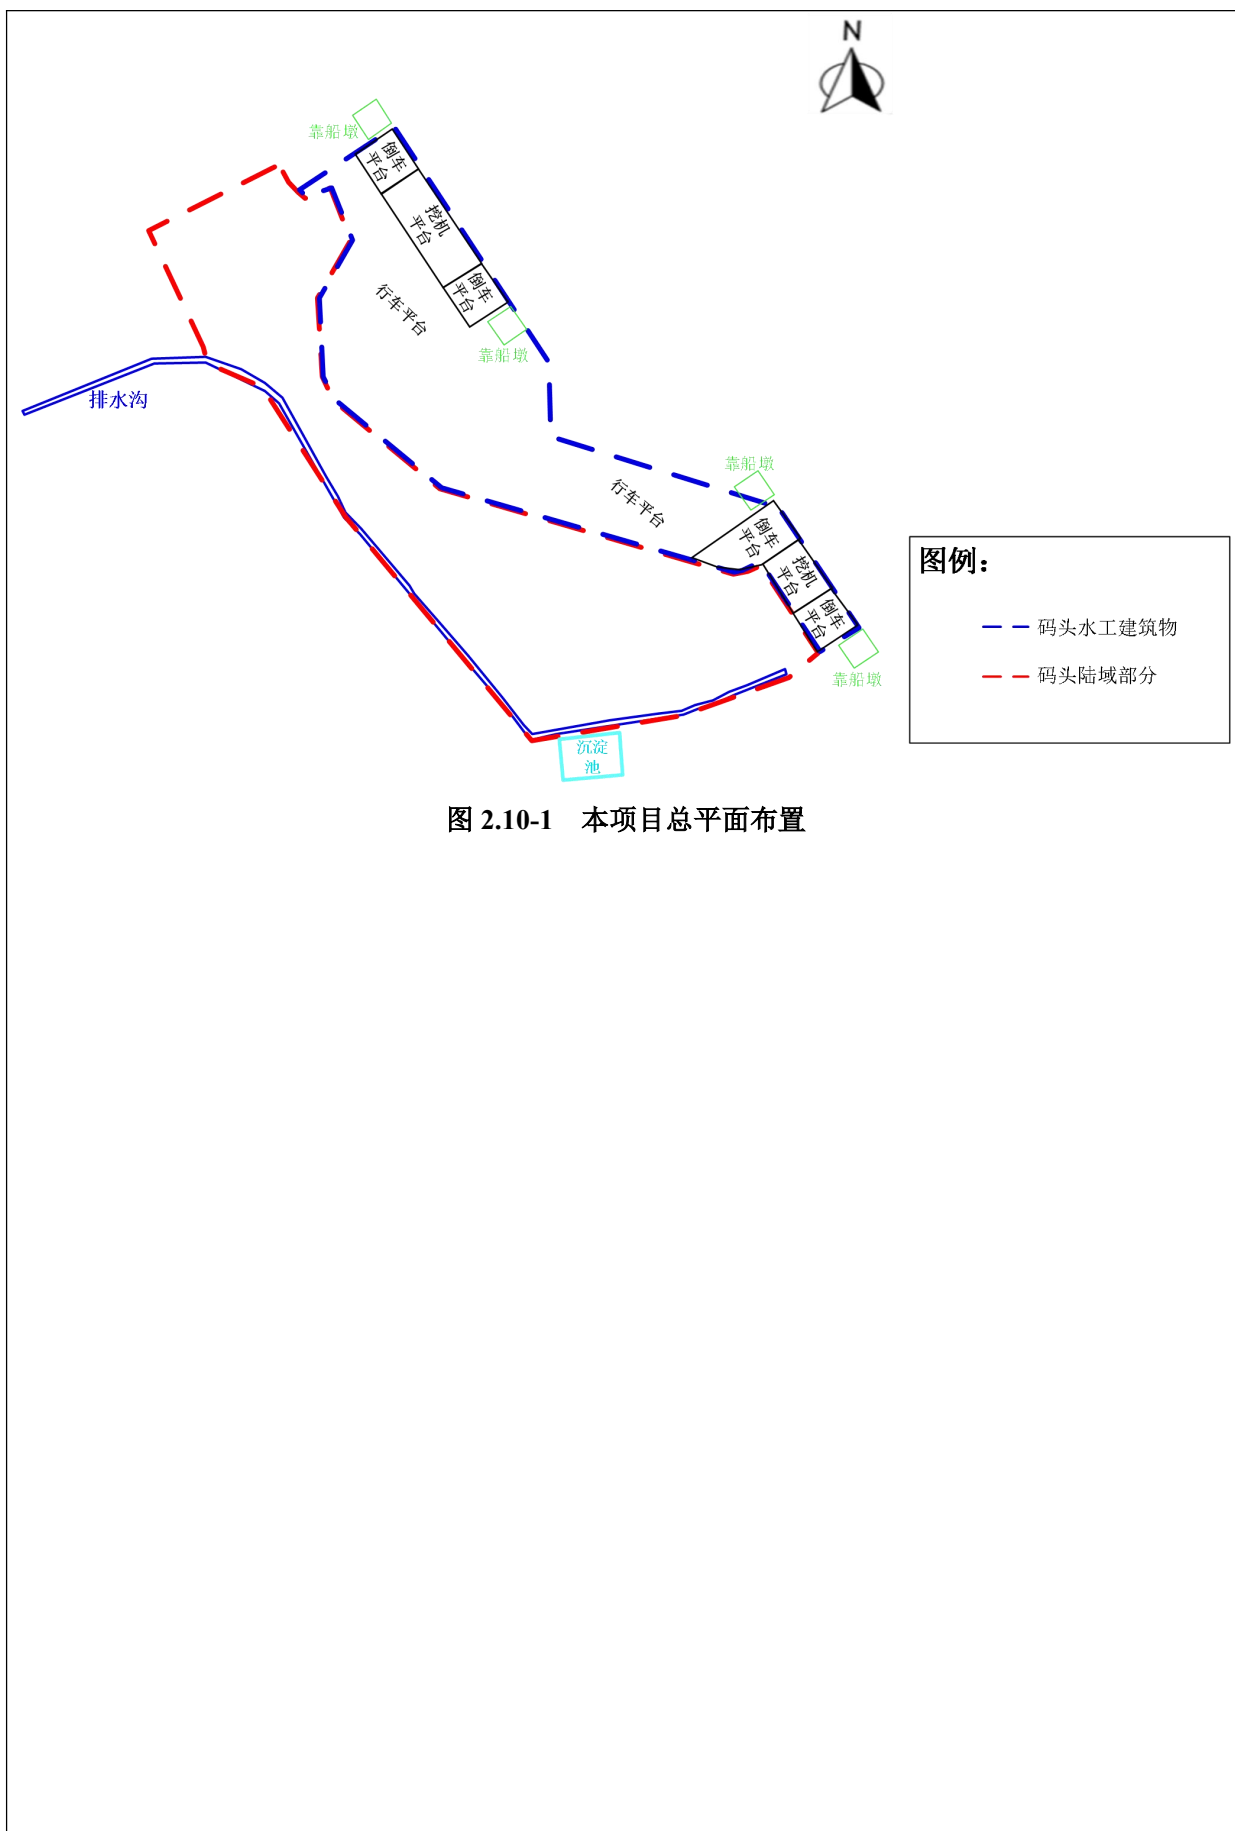 N
靠船墩
倒车
平台
挖机
平台
倒车
平台
行车平台
靠船墩
排水沟
靠船墩
行车平台
倒车
平台
挖机
平台
倒车
平台
靠船墩
沉淀
池
图例：
码头水工建筑物
码头陆域部分
图 2.10-1 本项目总平面布置